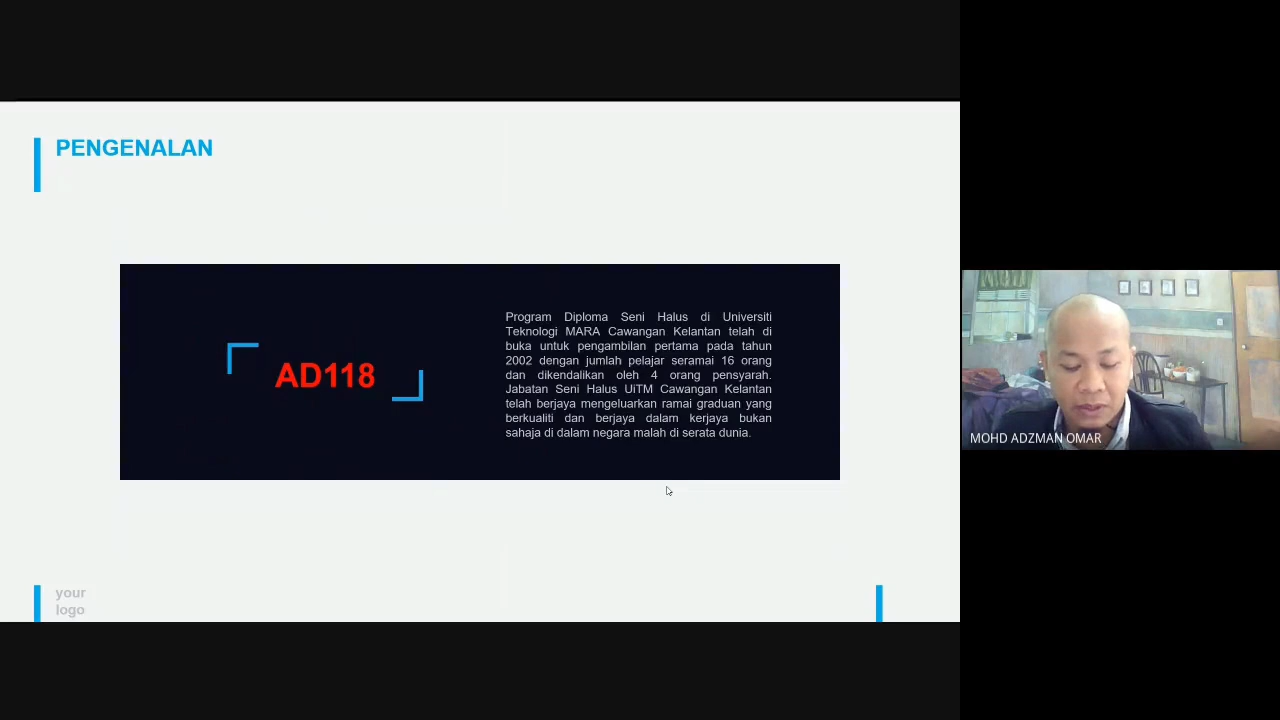 PENGENALAN
AD118
Program Diploma Seni Halus di Universiti
Teknologi MARA Cawangan Kelantan telah di
buka untuk pengambilan pertama pada tahun
2002 dengan jumlah pelajar seramai 16 orang
dan dikendalikan oleh 4 orang pensyarah.
Jabatan Seni Halus UiTM Cawangan Kelantan
telah berjaya mengeluarkan ramai graduan yang
berkualiti dan berjaya dalam kerjaya bukan
sahaja di dalam negara malah di serata dunia.
your
logo
MOHD ADZMAN OMAR